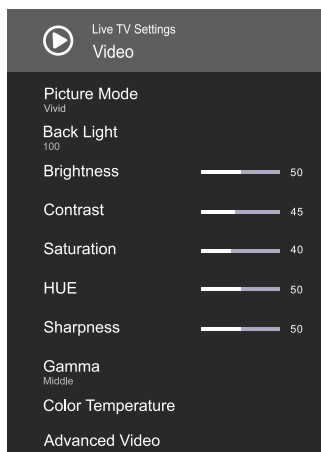 Live TV Settings
Video
Picture Mode
Vivid
Back Light
100
Brightness 50
Contrast 45
Saturation 40
HUE 50
Sharpness 50
Gamma
Middle
Color Temperature
Advanced Video